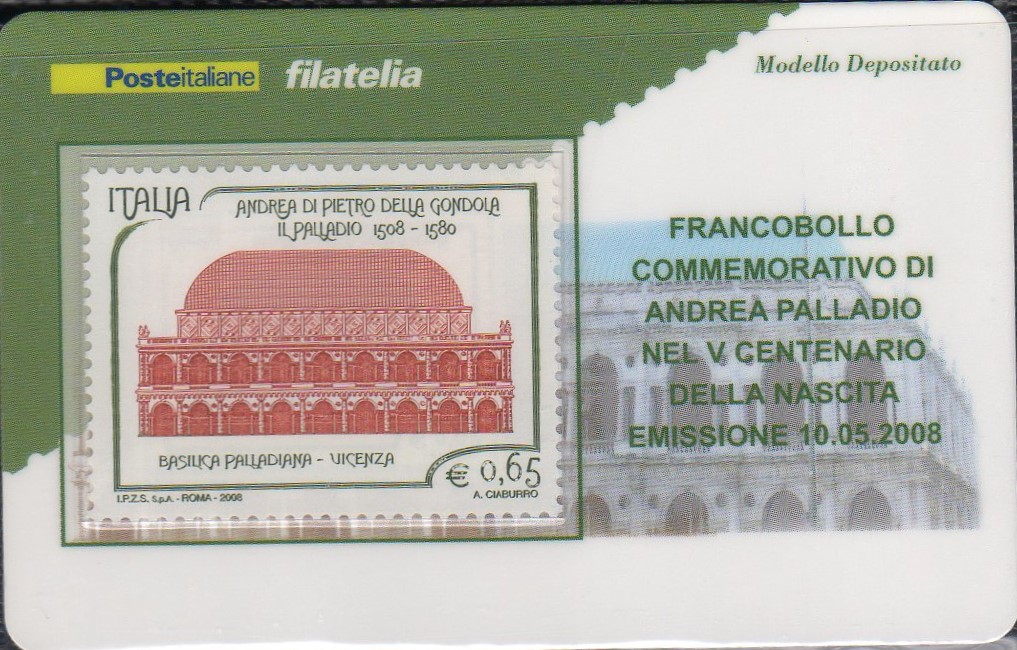 Posteitaliane filatelia
Modello Depositato
ITALIA
ANDREA DI PIETRO DELLA GONDOLA
IL PALLADIO 1508 - 1580
BASILICA PALLADIANA - VICENZA
€ 0,65
I.P.Z.S. S.p.A. - ROMA - 2008
A. CIABURRO
FRANCOBOLLO
COMMEMORATIVO DI
ANDREA PALLADIO
NEL V CENTENARIO
DELLA NASCITA
EMISSIONE 10.05.2008